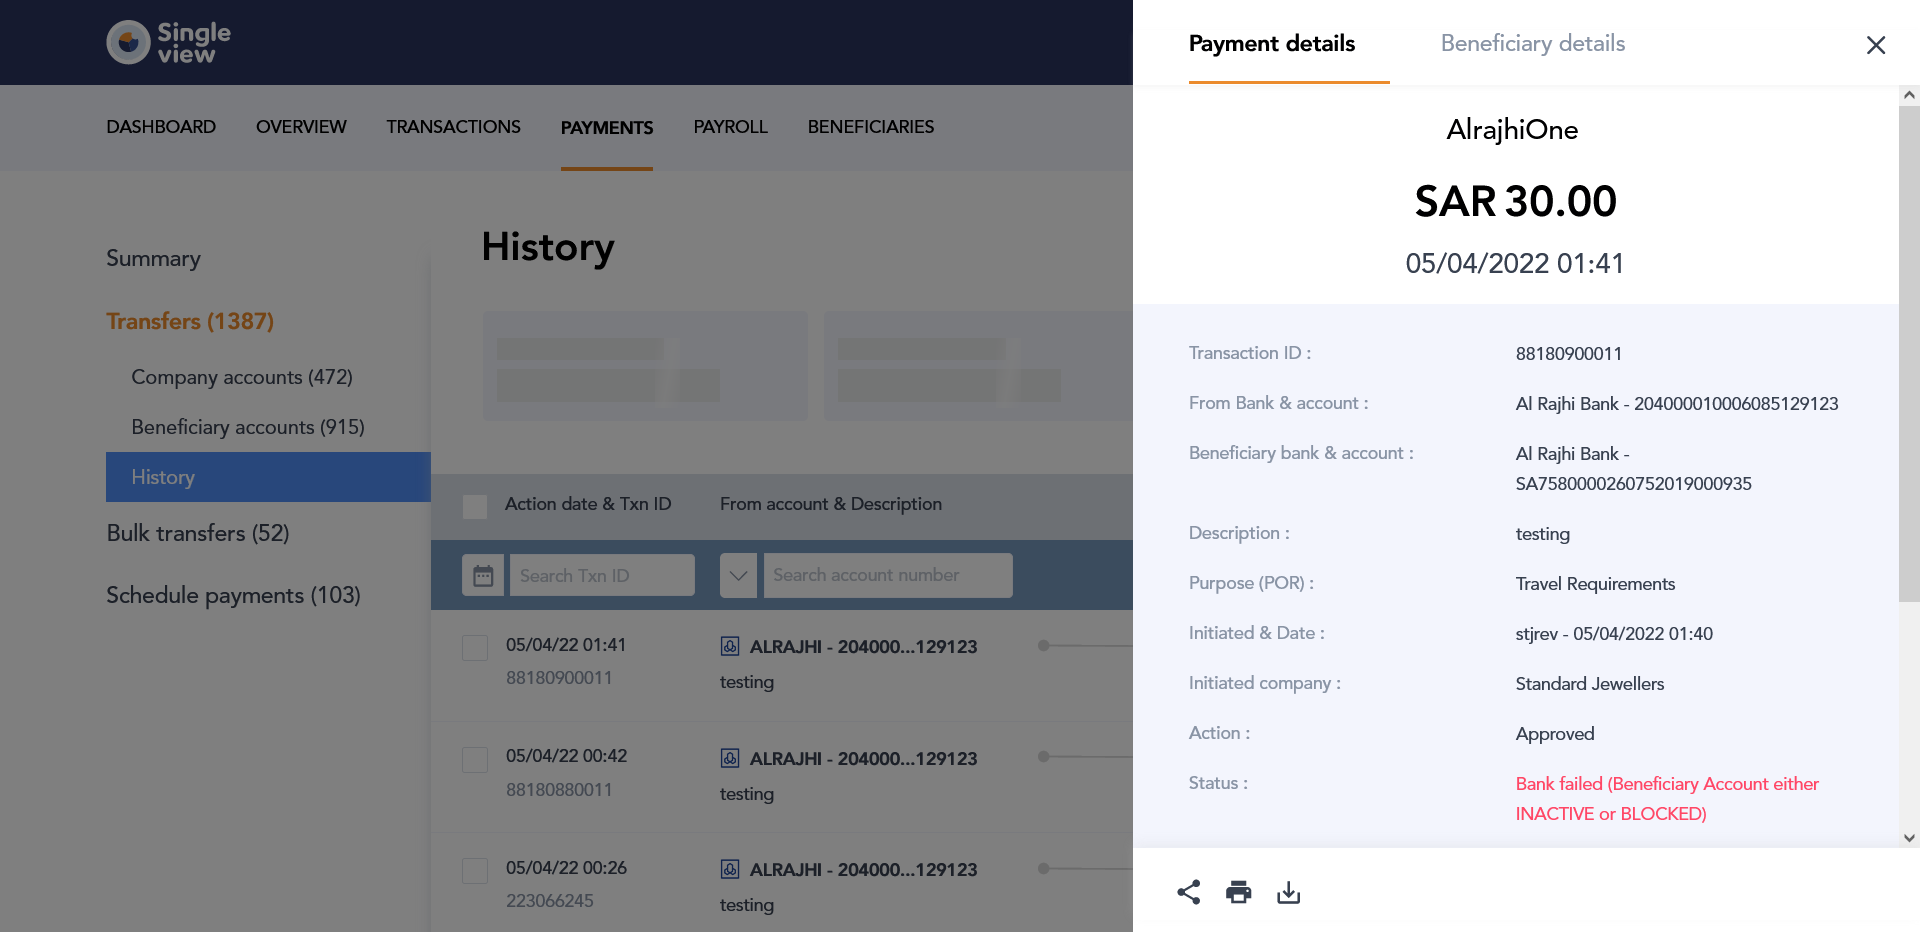 Single
view
DASHBOARD
OVERVIEW
TRANSACTIONS
PAYMENTS
PAYROLL
BENEFICIARIES
Summary
Transfers (1387)
Company accounts (472)
Beneficiary accounts (915)
History
Bulk transfers (52)
Schedule payments (103)
History
Action date & Txn ID
From account & Description
Search Txn ID
Search account number
05/04/22 01:41
ALRAJHI - 204000...129123
88180900011
testing
05/04/22 00:42
ALRAJHI - 204000...129123
88180880011
testing
05/04/22 00:26
ALRAJHI - 204000...129123
223066245
testing
Payment details
Beneficiary details
AlrajhiOne
SAR 30.00
05/04/2022 01:41
Transaction ID :
88180900011
From Bank & account :
Al Rajhi Bank - 204000010006085129123
Beneficiary bank & account :
Al Rajhi Bank -
SA7580000260752019000935
Description :
testing
Purpose (POR) :
Travel Requirements
Initiated & Date :
stjrev - 05/04/2022 01:40
Initiated company :
Standard Jewellers
Action :
Approved
Status :
Bank failed (Beneficiary Account either
INACTIVE or BLOCKED)